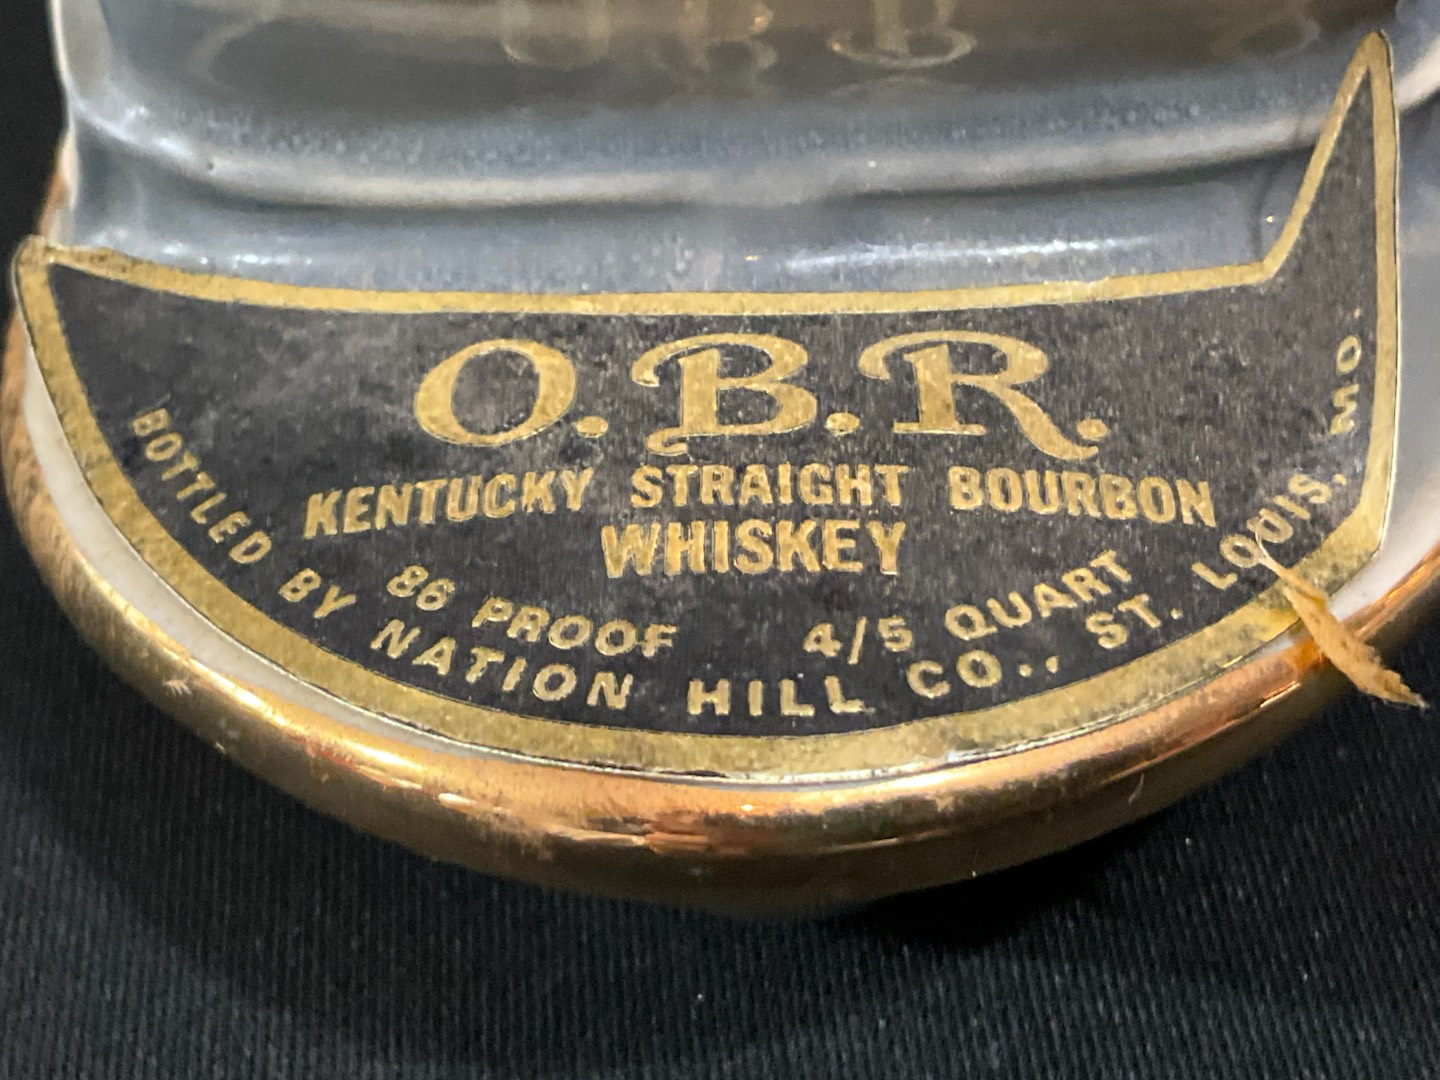 O.B.R.
KENTUCKY STRAIGHT BOURBON
WHISKEY
86 PROOF 4/5 QUART
BOTTLED BY NATION HILL CO., ST. LOUIS, MO